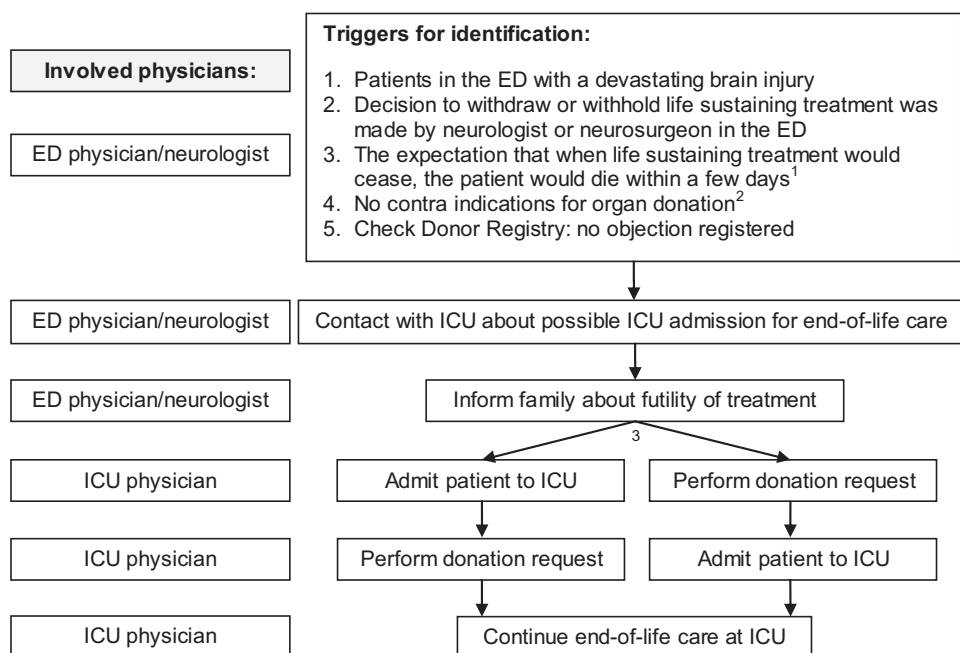 Involved physicians:
Triggers for identification:
1. Patients in the ED with a devastating brain injury
2. Decision to withdraw or withhold life sustaining treatment was
made by neurologist or neurosurgeon in the ED
3. The expectation that when life sustaining treatment would
cease, the patient would die within a few days¹
4. No contra indications for organ donation²
5. Check Donor Registry: no objection registered
ED physician/neurologist
ED physician/neurologist
Contact with ICU about possible ICU admission for end-of-life care
ED physician/neurologist
Inform family about futility of treatment
3
ICU physician
Admit patient to ICU
Perform donation request
ICU physician
Perform donation request
Admit patient to ICU
ICU physician
Continue end-of-life care at ICU